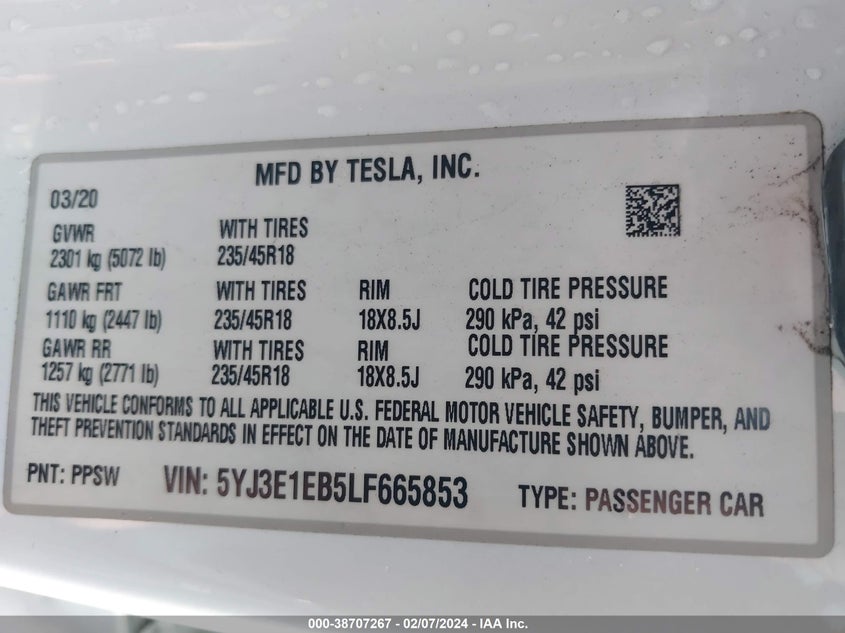 MFD BY TESLA, INC.
03/20
GVWR WITH TIRES
2301 kg (5072 lb) 235/45R18
GAWR FRT WITH TIRES RIM COLD TIRE PRESSURE
1110 kg (2447 lb) 235/45R18 18X8.5J 290 kPa, 42 psi
GAWR RR WITH TIRES RIM COLD TIRE PRESSURE
1257 kg (2771 lb) 235/45R18 18X8.5J 290 kPa, 42 psi
THIS VEHICLE CONFORMS TO ALL APPLICABLE U.S. FEDERAL MOTOR VEHICLE SAFETY, BUMPER, AND
THEFT PREVENTION STANDARDS IN EFFECT ON THE DATE OF MANUFACTURE SHOWN ABOVE.
PNT: PPSW VIN: 5YJ3E1EB5LF665853 TYPE: PASSENGER CAR
000-38707267 - 02/07/2024 - IAA Inc.